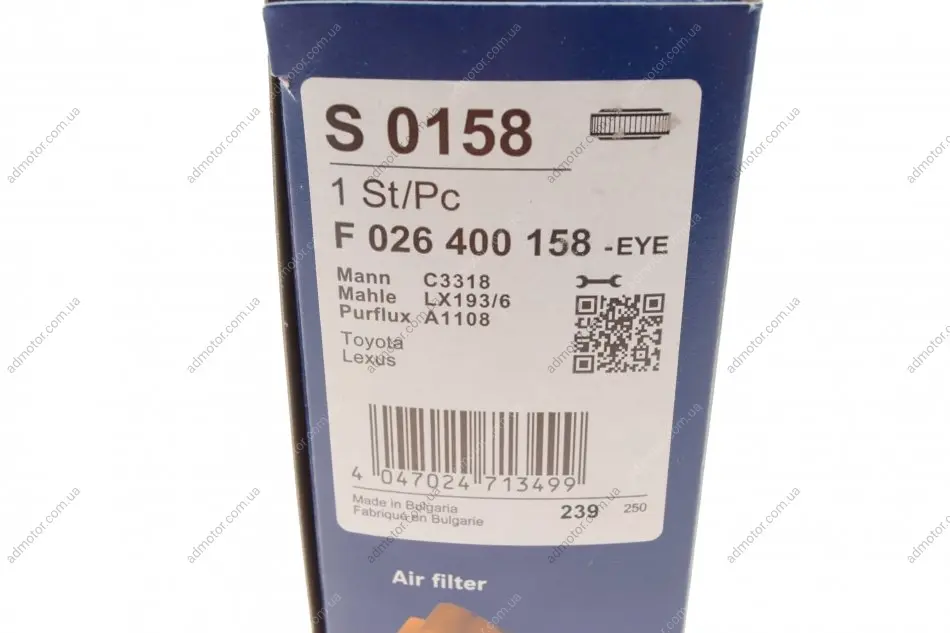 S 0158
1 St/Pc
F 026 400 158 -EYE
Mann C3318
Mahle LX193/6
Purflux A1108
Toyota
Lexus
4 047024 713499
Made in Bulgaria
Fabriqué en Bulgarie
239 250
Air filter
admotor.com.ua